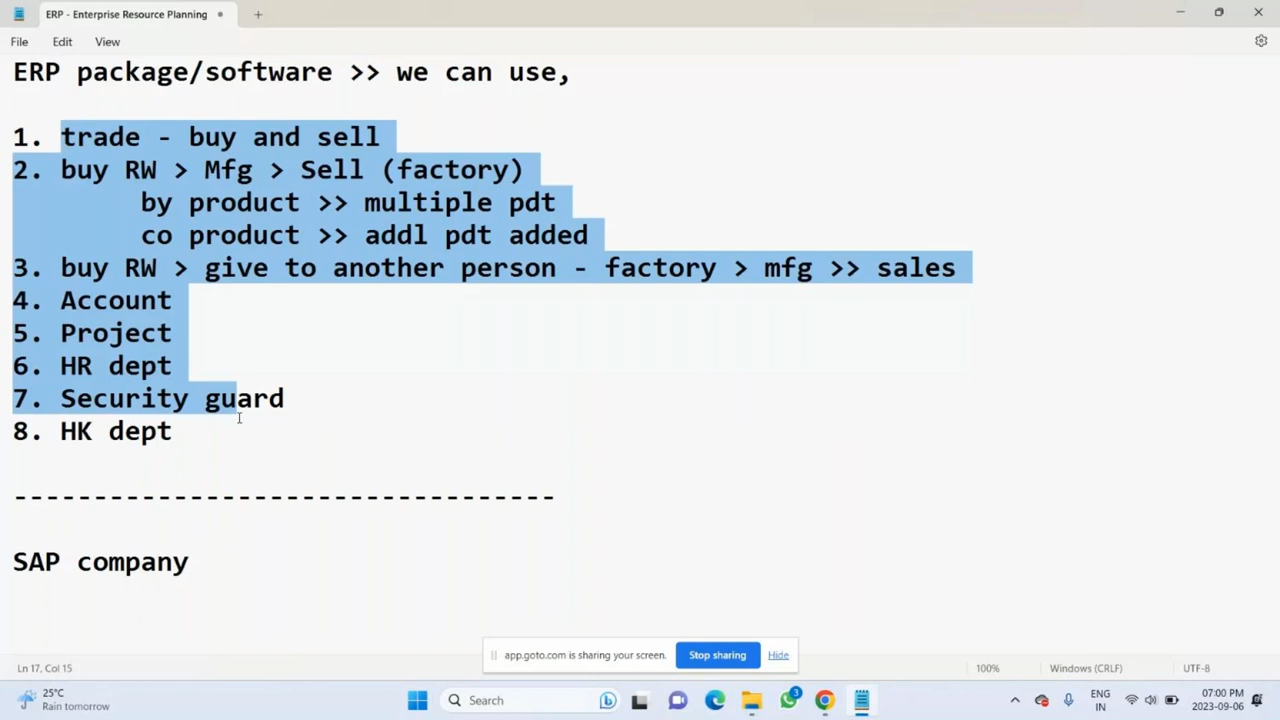 ERP - Enterprise Resource Planning
File Edit View
ERP package/software >> we can use,
1. trade - buy and sell
2. buy RW > Mfg > Sell (factory)
by product >> multiple pdt
co product >> addl pdt added
3. buy RW > give to another person - factory > mfg >> sales
4. Account
5. Project
6. HR dept
7. Security guard
8. HK dept
----------------------------------
SAP company
app.goto.com is sharing your screen. Stop sharing Hide
Ln 17, Col 15 100% Windows (CRLF) UTF-8
25°C
Rain tomorrow
Search
3
ENG
IN
07:00 PM
2023-09-06